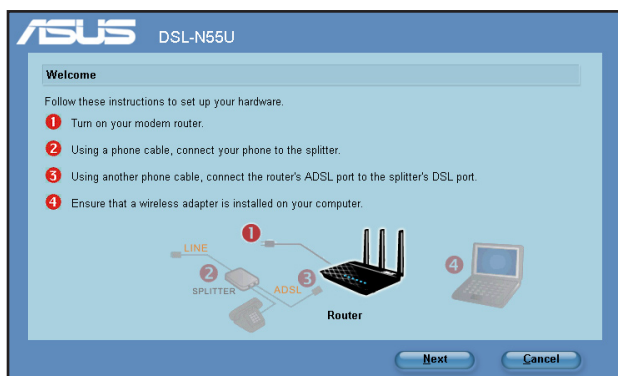 ASUS DSL-N55U
Welcome
Follow these instructions to set up your hardware.
1 Turn on your modem router.
2 Using a phone cable, connect your phone to the splitter.
3 Using another phone cable, connect the router's ADSL port to the splitter's DSL port.
4 Ensure that a wireless adapter is installed on your computer.
1
LINE
2
SPLITTER
ADSL
3
4
Router
Next Cancel